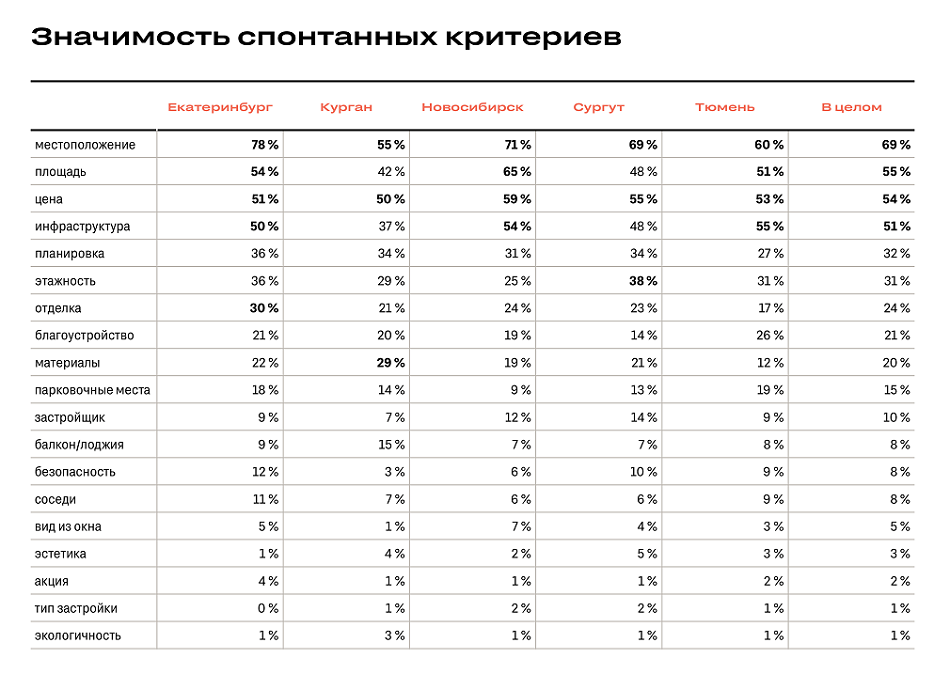 Значимость спонтанных критериев
Екатеринбург Курган Новосибирск Сургут Тюмень В целом
местоположение 78 % 55 % 71 % 69 % 60 % 69 %
площадь 54 % 42 % 65 % 48 % 51 % 55 %
цена 51 % 50 % 59 % 55 % 53 % 54 %
инфраструктура 50 % 37 % 54 % 48 % 55 % 51 %
планировка 36 % 34 % 31 % 34 % 27 % 32 %
этажность 36 % 29 % 25 % 38 % 31 % 31 %
отделка 30 % 21 % 24 % 23 % 17 % 24 %
благоустройство 21 % 20 % 19 % 14 % 26 % 21 %
материалы 22 % 29 % 19 % 21 % 12 % 20 %
парковочные места 18 % 14 % 9 % 13 % 19 % 15 %
застройщик 9 % 7 % 12 % 14 % 9 % 10 %
балкон/лоджия 9 % 15 % 7 % 7 % 8 % 8 %
безопасность 12 % 3 % 6 % 10 % 9 % 8 %
соседи 11 % 7 % 6 % 6 % 9 % 8 %
вид из окна 5 % 1 % 7 % 4 % 3 % 5 %
эстетика 1 % 4 % 2 % 5 % 3 % 3 %
акция 4 % 1 % 1 % 1 % 2 % 2 %
тип застройки 0 % 1 % 2 % 2 % 1 % 1 %
экологичность 1 % 3 % 1 % 1 % 1 % 1 %